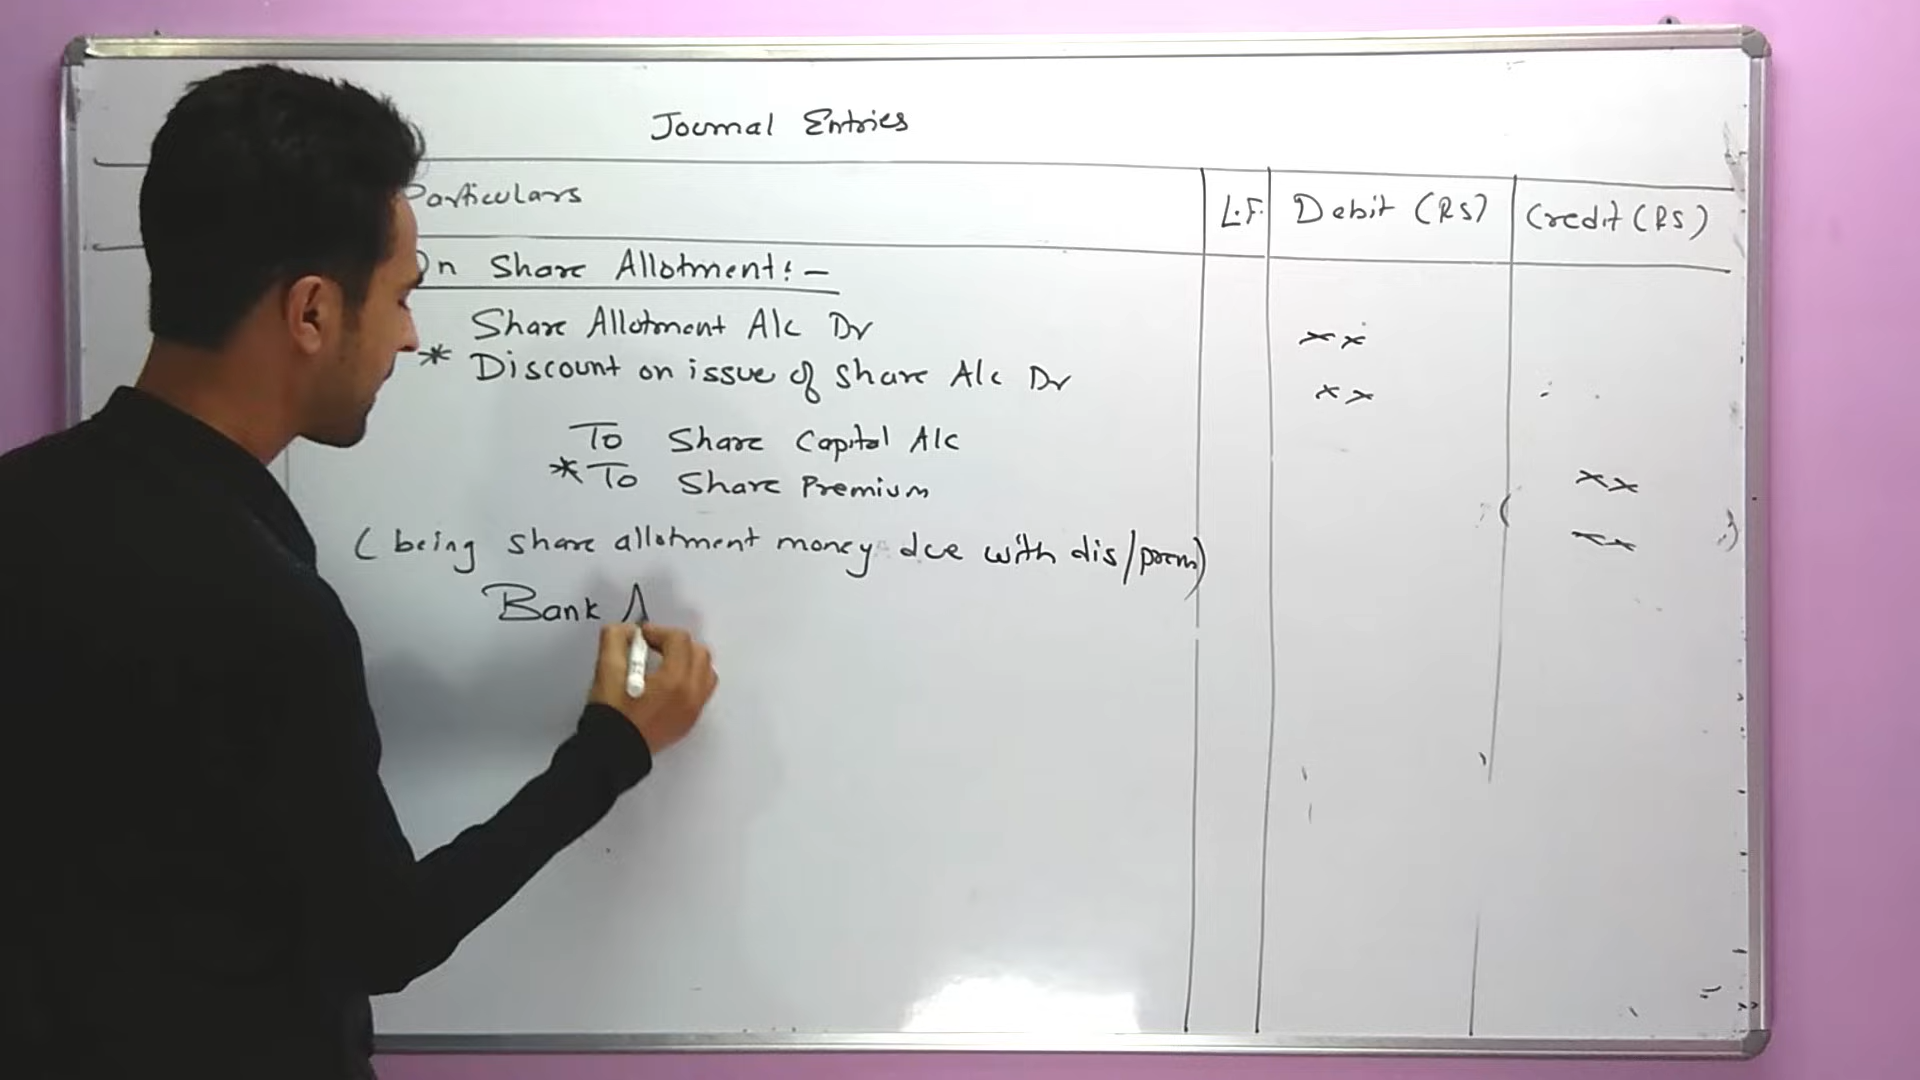 Journal Entries
Particulars L.F. Debit (RS) Credit (RS)
On Share Allotment: -
Share Allotment A/c Dr xx
* Discount on issue of share A/c Dr xx
To Share Capital A/c xx
* To Share Premium xx
(being share allotment money due with dis/prem)
Bank A